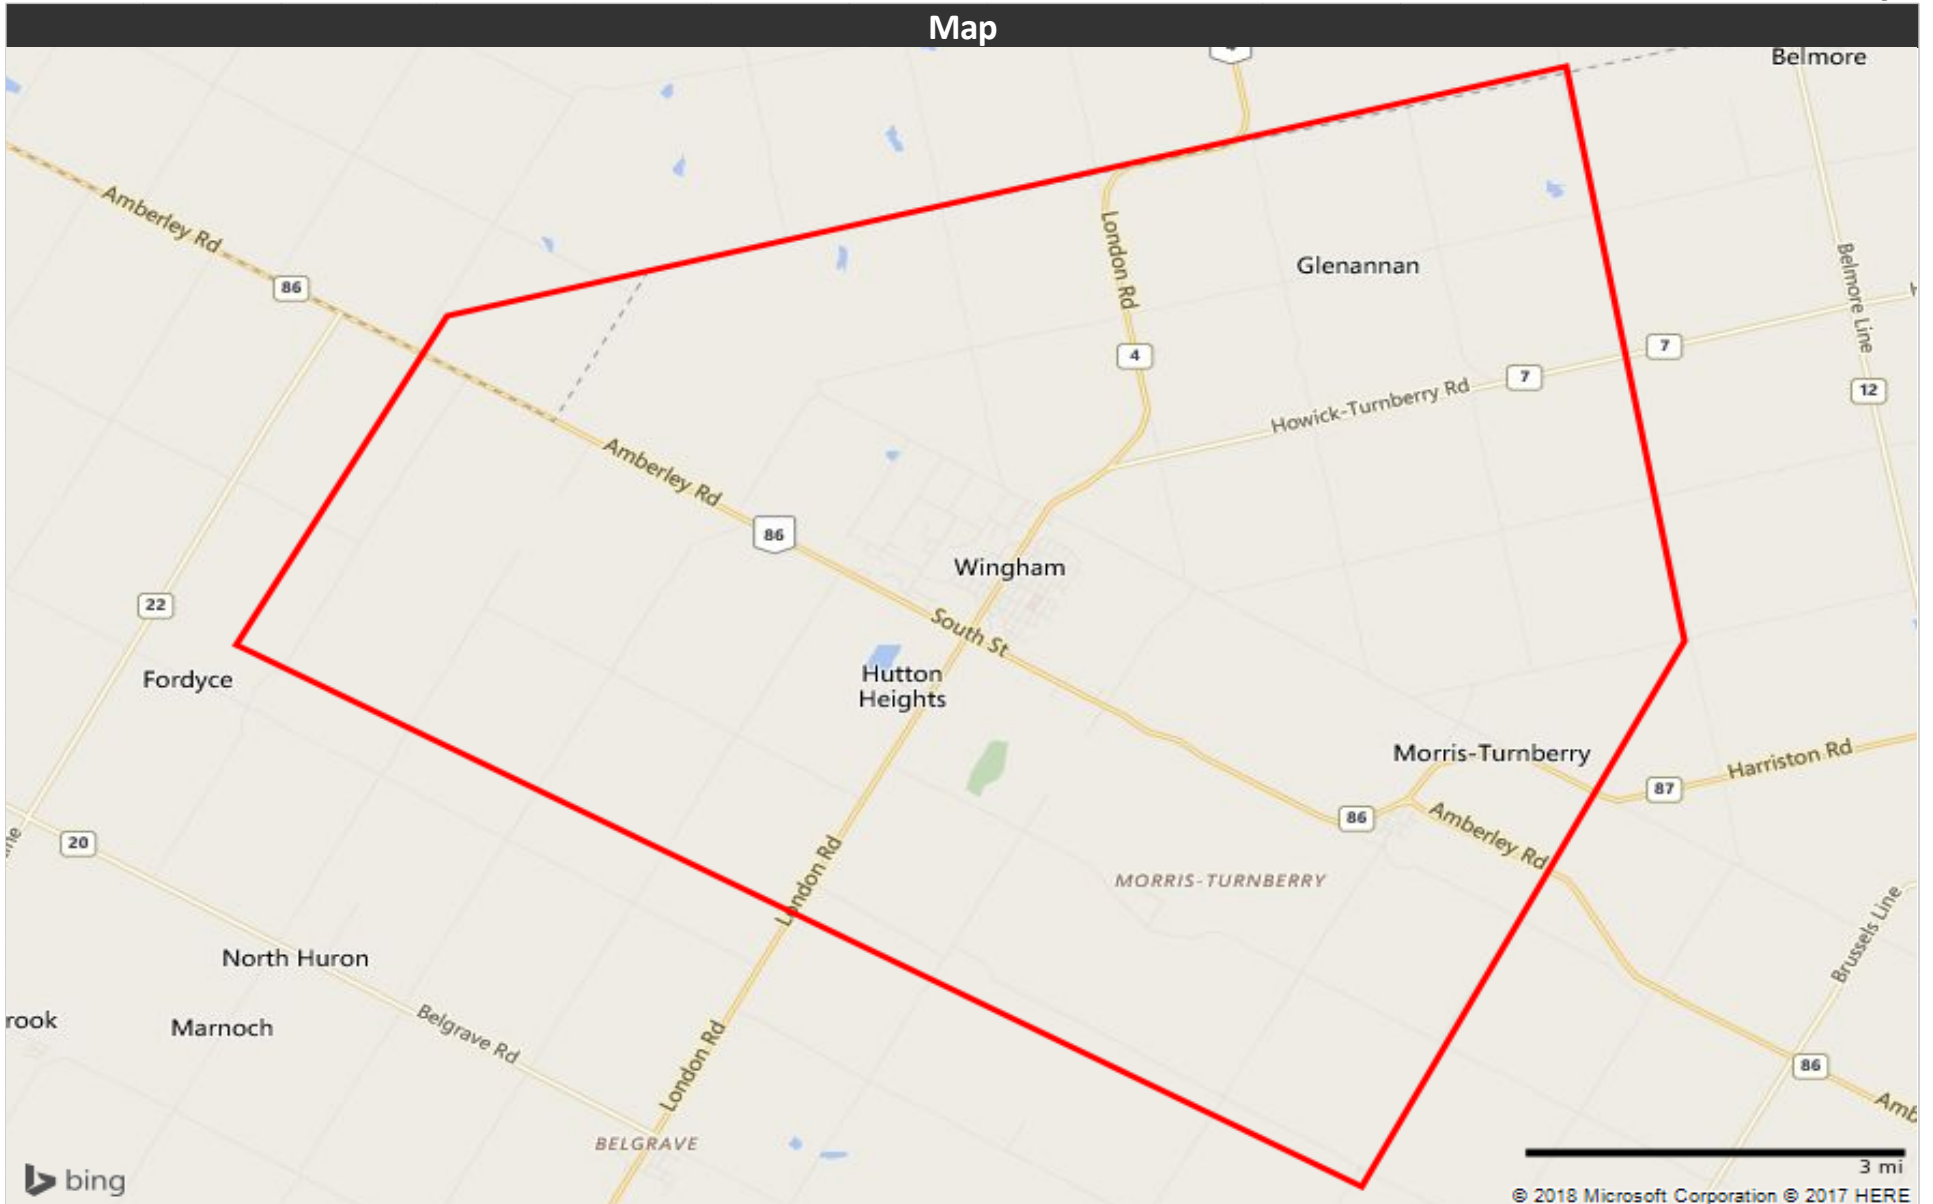 Map
4
Belmore
Amberley Rd
London Rd
Glenannan
Belmore Line
86
4
7
7
12
Howick-Turnberry Rd
Amberley Rd
86
Wingham
22
South St
Fordyce
Hutton
Heights
Morris-Turnberry
Harriston Rd
87
86
Amberley Rd
20
London Rd
MORRIS-TURNBERRY
Brussels Line
North Huron
rook
Marnoch
Belgrave Rd
London Rd
86
Amb
BELGRAVE
bing
3 mi
© 2018 Microsoft Corporation © 2017 HERE